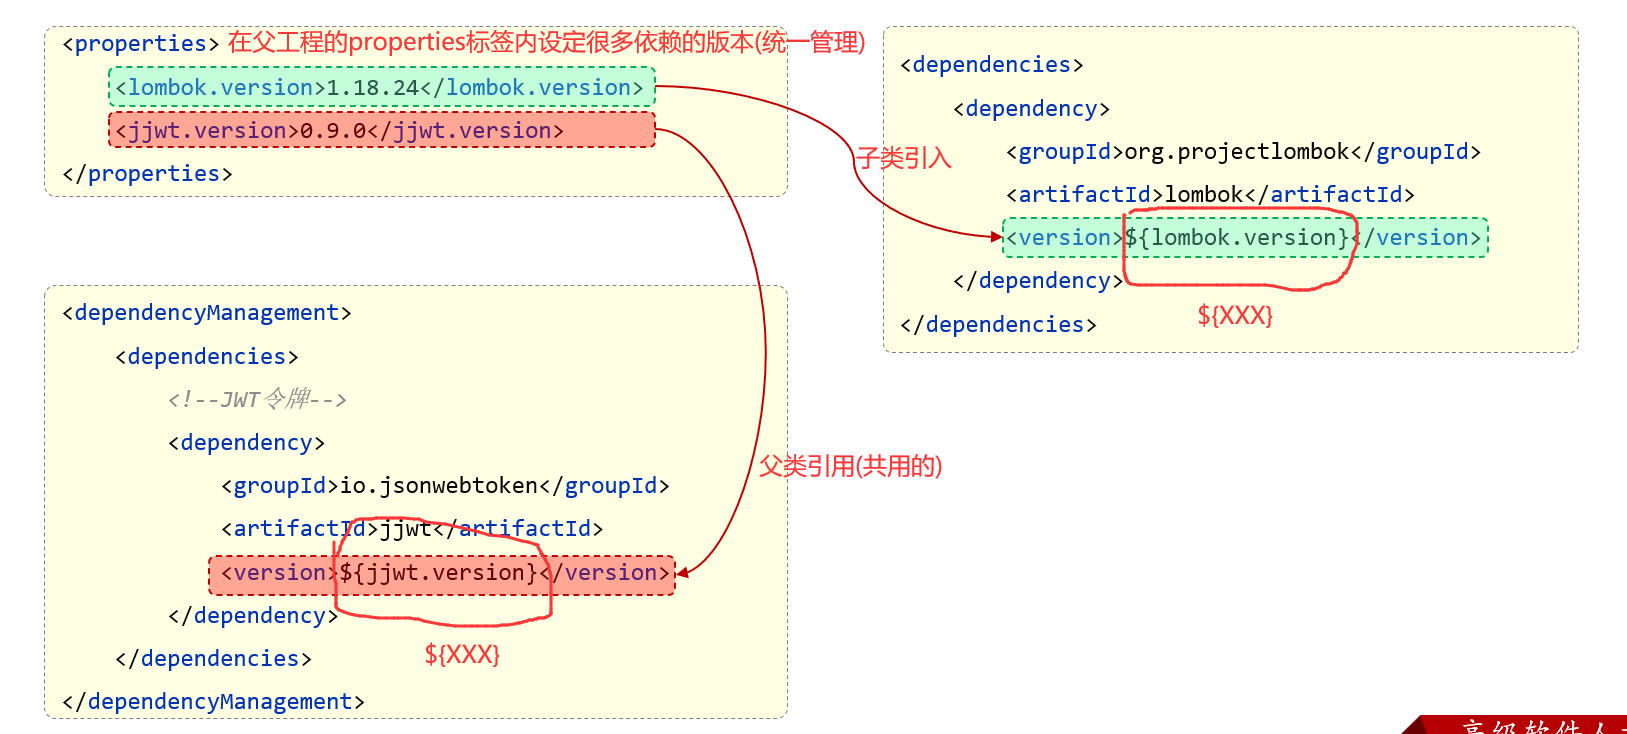 <properties> 在父工程的properties标签内设定很多依赖的版本(统一管理)
<lombok.version>1.18.24</lombok.version>
<jjwt.version>0.9.0</jjwt.version>
</properties>
子类引入
<dependencies>
<dependency>
<groupId>org.projectlombok</groupId>
<artifactId>lombok</artifactId>
<version>${lombok.version}</version>
</dependency>
${XXX}
</dependencies>
<dependencyManagement>
<dependencies>
<!--JWT令牌-->
<dependency>
<groupId>io.jsonwebtoken</groupId>
<artifactId>jjwt</artifactId>
<version>${jjwt.version}</version>
</dependency>
${XXX}
</dependencies>
</dependencyManagement>
父类引用(共用的)
高级软件人